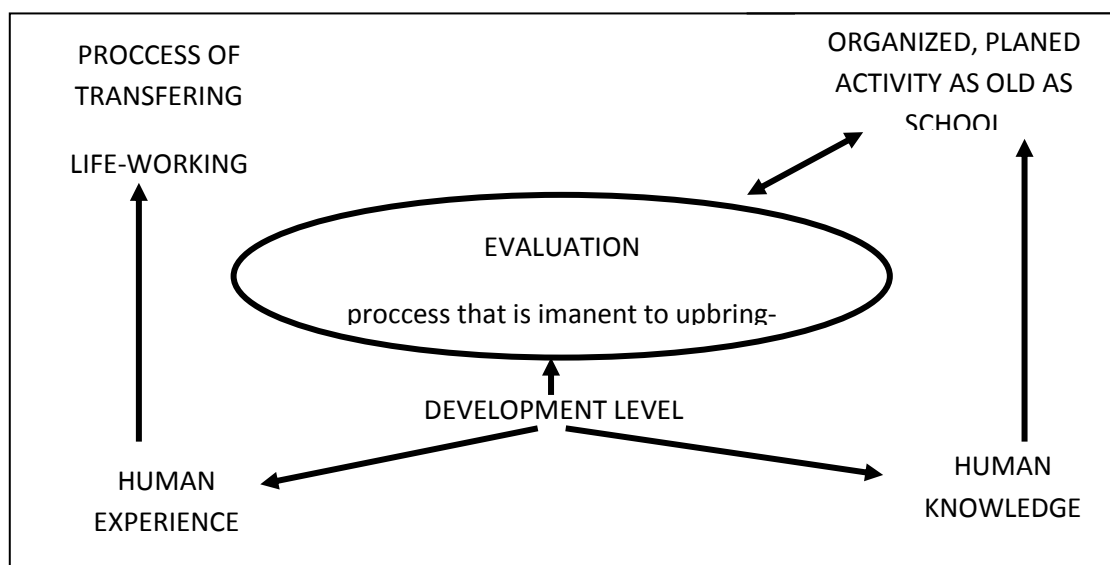 PROCCESS OF
TRANSFERING
LIFE-WORKING
ORGANIZED, PLANED
ACTIVITY AS OLD AS
SCHOOL
EVALUATION
proccess that is imanent to upbring-
DEVELOPMENT LEVEL
HUMAN
EXPERIENCE
HUMAN
KNOWLEDGE